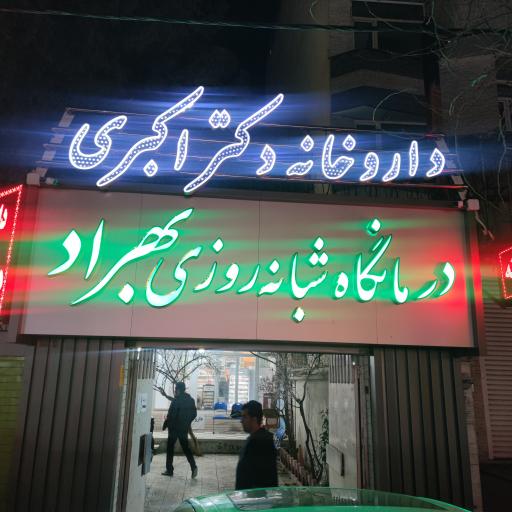 داروخانه دکتر اکبری
درمانگاه شبانه روزی بهراد